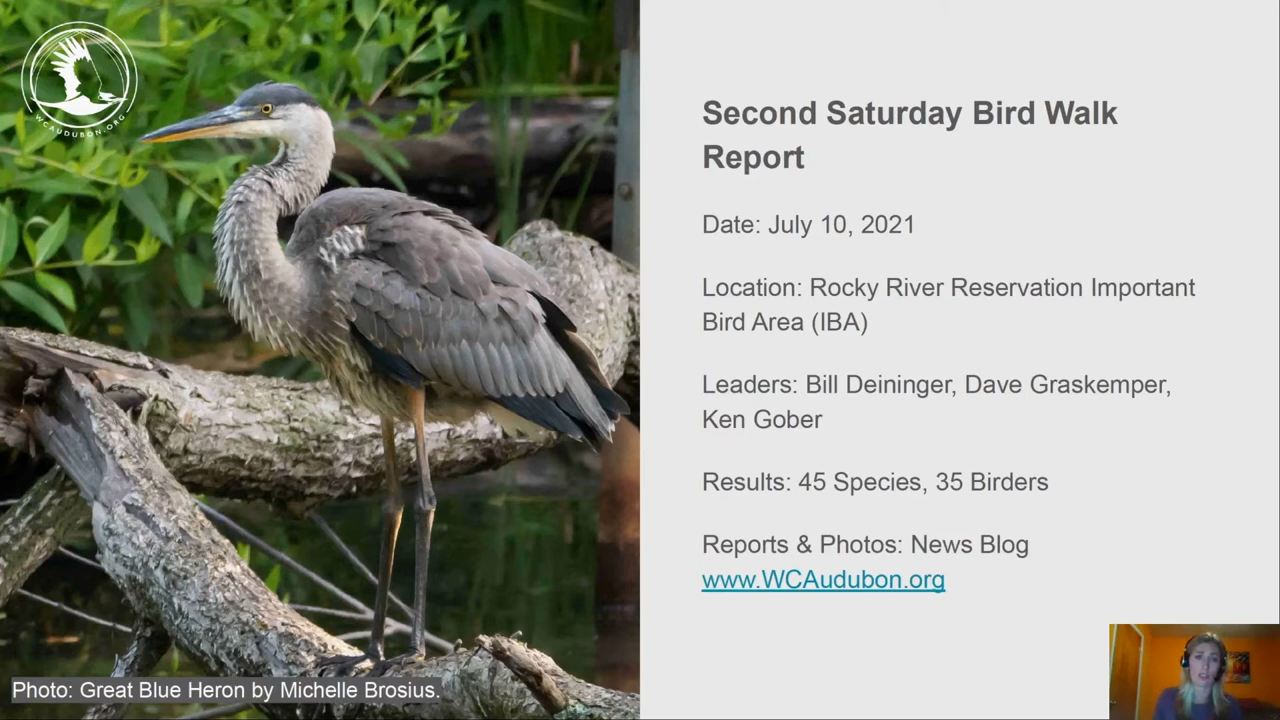 WCAUDUBON.ORG
Second Saturday Bird Walk
Report
Date: July 10, 2021
Location: Rocky River Reservation Important
Bird Area (IBA)
Leaders: Bill Deininger, Dave Graskemper,
Ken Gober
Results: 45 Species, 35 Birders
Reports & Photos: News Blog
www.WCAudubon.org
Photo: Great Blue Heron by Michelle Brosius.